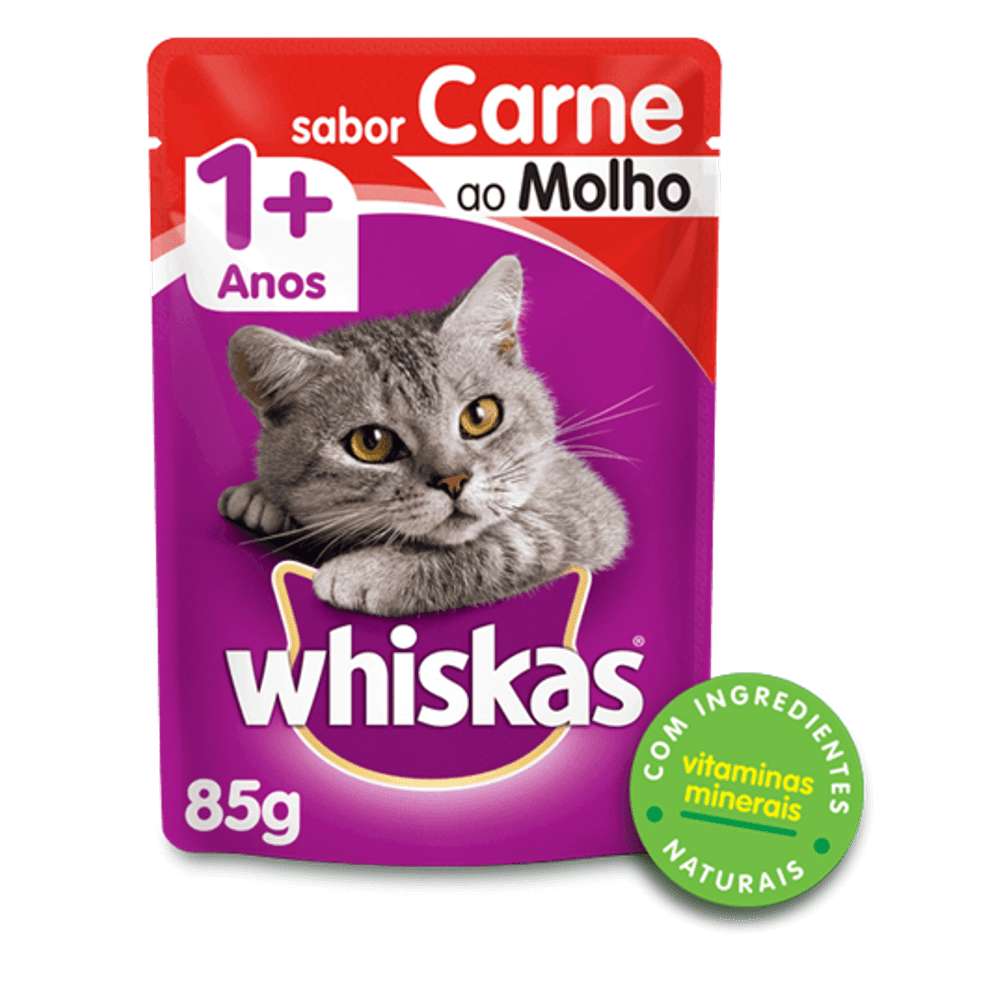 sabor Carne
ao Molho
1+
Anos
whiskas®
85g
COM INGREDIENTES
vitaminas
minerais
NATURAIS